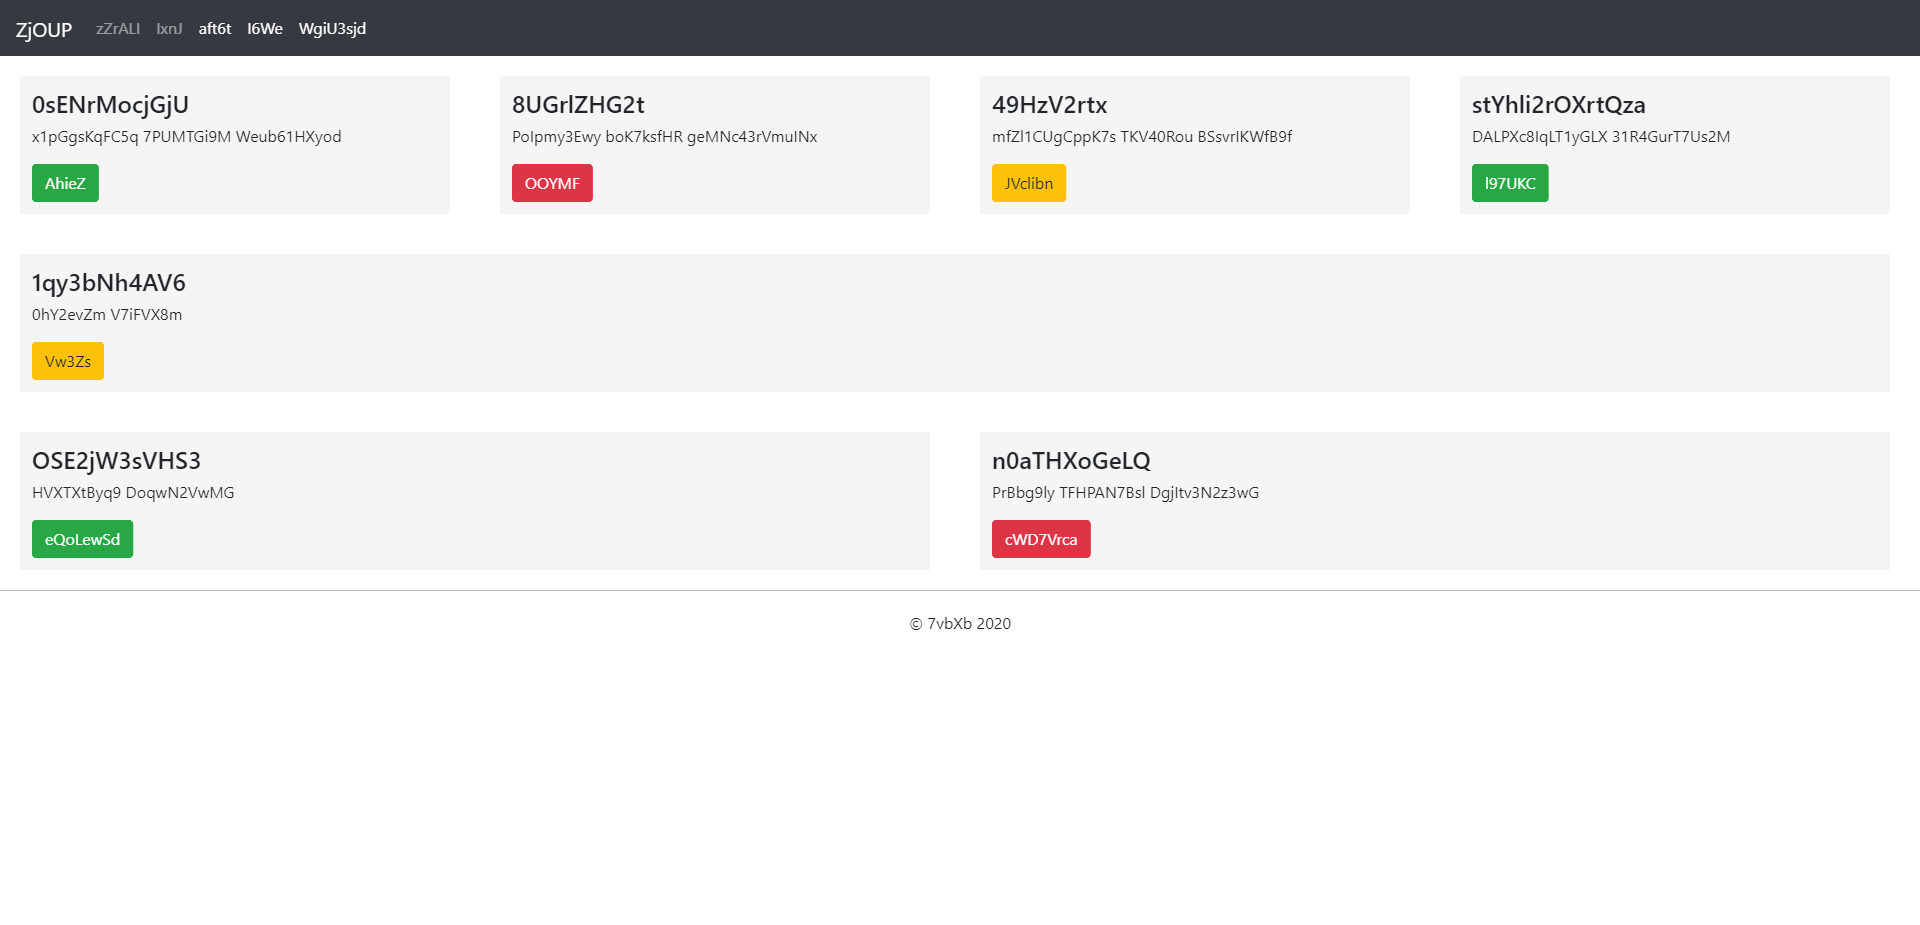 ZjOUP zZrALI lxnJ aft6t I6We WgiU3sjd
0sENrMocjGjU
x1pGgsKqFC5q 7PUMTGi9M Weub61HXyod
AhieZ
8UGrlZHG2t
PoIpmy3Ewy boK7ksfHR geMNc43rVmuINx
OOYMF
49HzV2rtx
mfZl1CUgCppK7s TKV40Rou BSsvrIKWfB9f
JVclibn
stYhli2rOXrtQza
DALPXc8IqLT1yGLX 31R4GurT7Us2M
l97UKC
1qy3bNh4AV6
0hY2evZm V7iFVX8m
Vw3Zs
OSE2jW3sVHS3
HVXTXtByq9 DoqwN2VwMG
eQoLewSd
n0aTHXoGeLQ
PrBbg9ly TFHPAN7Bsl DgjItv3N2z3wG
cWD7Vrca
© 7vbXb 2020